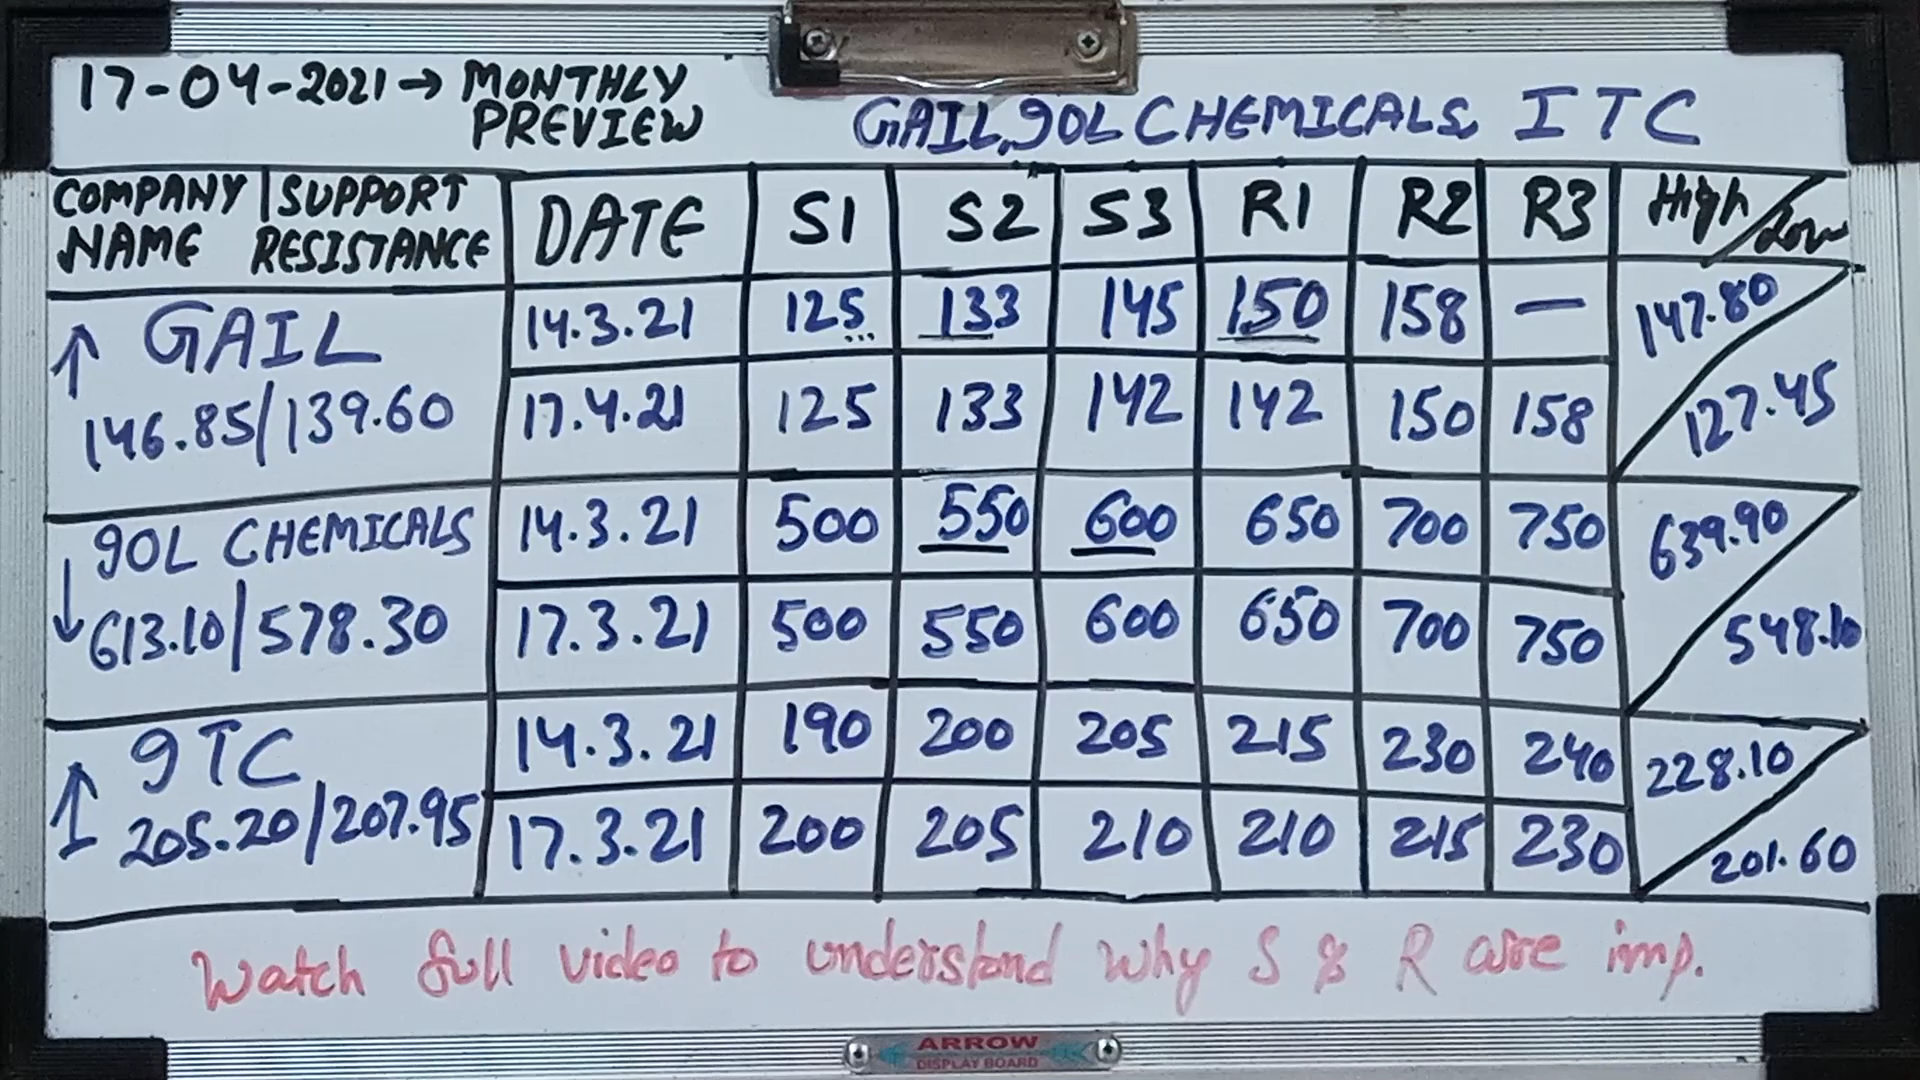 17-04-2021→ MONTHLY PREVIEW
GAIL, 9OL CHEMICALS, ITC
COMPANY NAME | SUPPORT RESISTANCE DATE S1 S2 S3 R1 R2 R3 High/Low
↑ GAIL 146.85/139.60
14.3.21 125 133 145 150 158 — 147.80
17.4.21 125 133 142 142 150 158 127.45
↓ 9OL CHEMICALS 613.10/578.30
14.3.21 500 550 600 650 700 750 639.90
17.3.21 500 550 600 650 700 750 548.10
↑ 9TC 205.20/207.95
14.3.21 190 200 205 215 230 240 228.10
17.3.21 200 205 210 210 215 230 201.60
Watch full video to understand why S & R are imp.
ARROW
DISPLAY BOARD